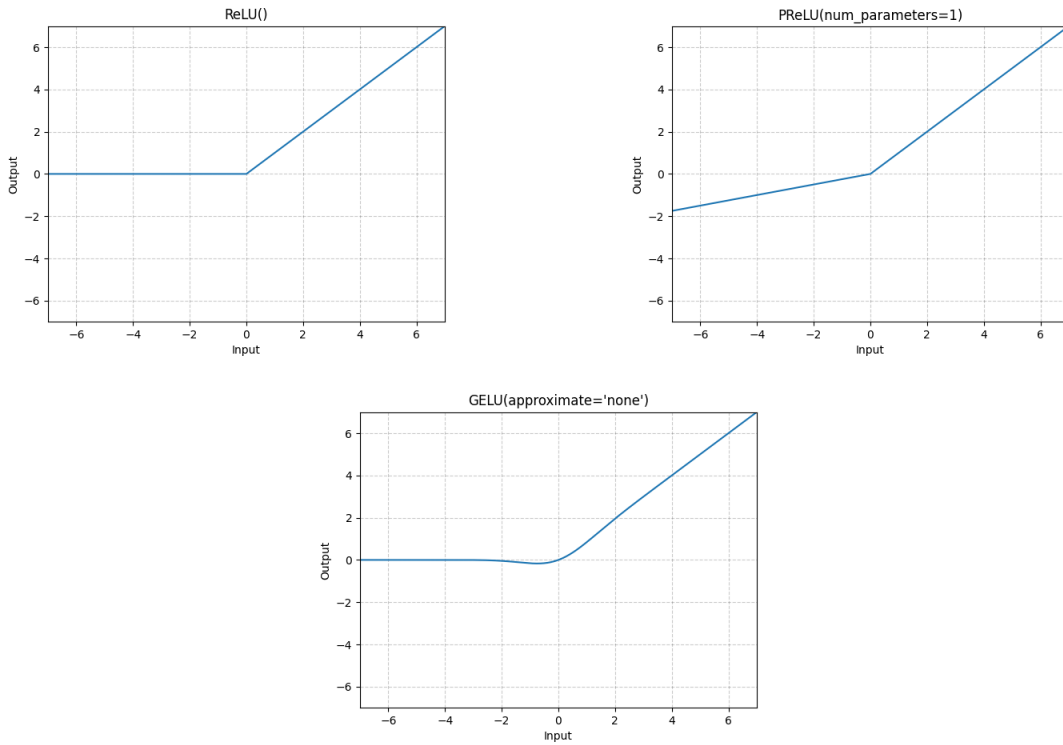 ReLU()
6
4
2
0
−2
−4
−6
Output
−6 −4 −2 0 2 4 6
Input
PReLU(num_parameters=1)
6
4
2
0
−2
−4
−6
Output
−6 −4 −2 0 2 4 6
Input
GELU(approximate='none')
6
4
2
0
−2
−4
−6
Output
−6 −4 −2 0 2 4 6
Input